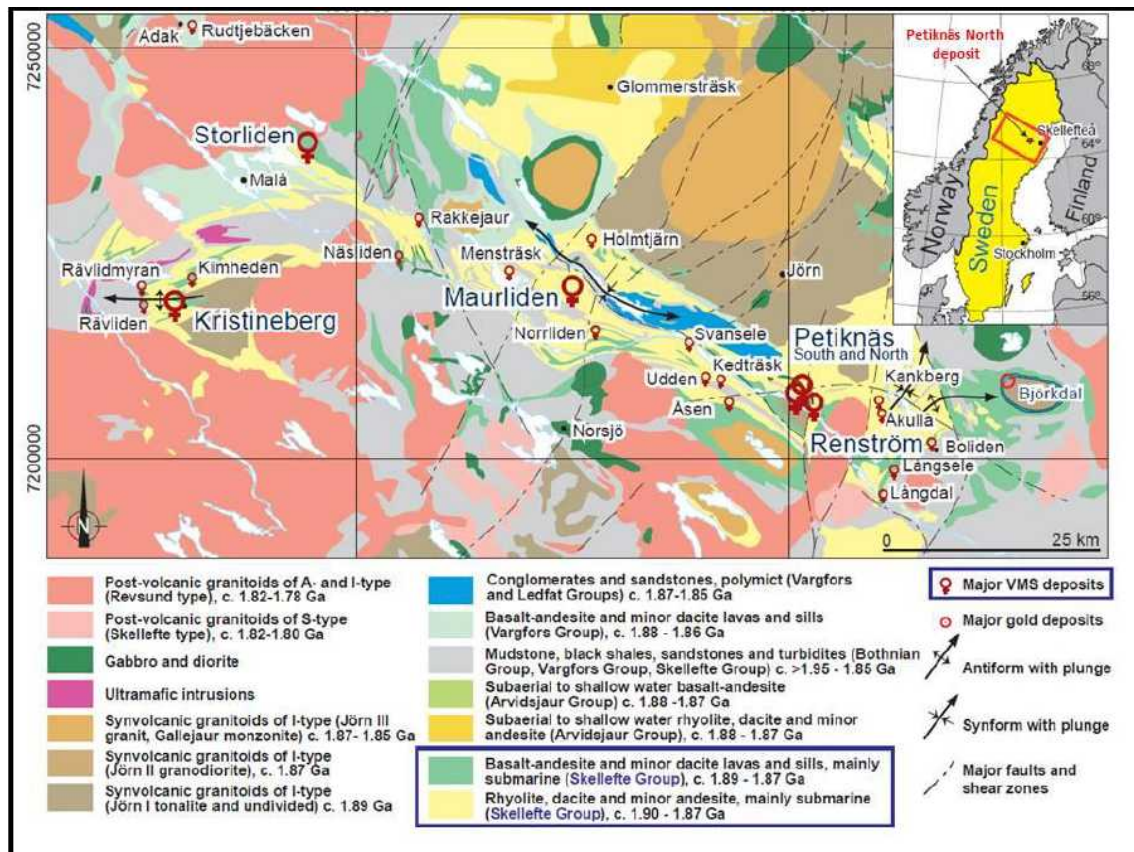 7250000
7200000
Adak
Rudtjebäcken
Storliden
Malå
Glommersträsk
Rakkejaur
Holmtjärn
Näsliden
Mensträsk
Jörn
Rävlidmyran
Kimheden
Maurliden
Rävliden
Kristineberg
Norrliden
Svansele
Petiknäs
South and North
Kedträsk
Kankberg
Udden
Björkdal
Åsen
Akulla
Norsjö
Renström
Boliden
Långsele
Långdal
N
0 25 km
Petiknäs North
deposit
68°
Skellefteå
64°
Norway
Sweden
Finland
60°
Stockholm
56°
Post-volcanic granitoids of A- and I-type
(Revsund type), c. 1.82-1.78 Ga
Post-volcanic granitoids of S-type
(Skellefte type), c. 1.82-1.80 Ga
Gabbro and diorite
Ultramafic intrusions
Synvolcanic granitoids of I-type (Jörn III
granit, Gallejaur monzonite) c. 1.87- 1.85 Ga
Synvolcanic granitoids of I-type
(Jörn II granodiorite), c. 1.87 Ga
Synvolcanic granitoids of I-type
(Jörn I tonalite and undivided) c. 1.89 Ga
Conglomerates and sandstones, polymict (Vargfors
and Ledfat Groups) c. 1.87-1.85 Ga
Basalt-andesite and minor dacite lavas and sills
(Vargfors Group), c. 1.88 - 1.86 Ga
Mudstone, black shales, sandstones and turbidites (Bothnian
Group, Vargfors Group, Skellefte Group) c. >1.95 - 1.85 Ga
Subaerial to shallow water basalt-andesite
(Arvidsjaur Group) c. 1.88 -1.87 Ga
Subaerial to shallow water rhyolite, dacite and minor
andesite (Arvidsjaur Group), c. 1.88 - 1.87 Ga
Basalt-andesite and minor dacite lavas and sills, mainly
submarine (Skellefte Group), c. 1.89 - 1.87 Ga
Rhyolite, dacite and minor andesite, mainly submarine
(Skellefte Group) c. 1.90 - 1.87 Ga
Major VMS deposits
Major gold deposits
Antiform with plunge
Synform with plunge
Major faults and
shear zones